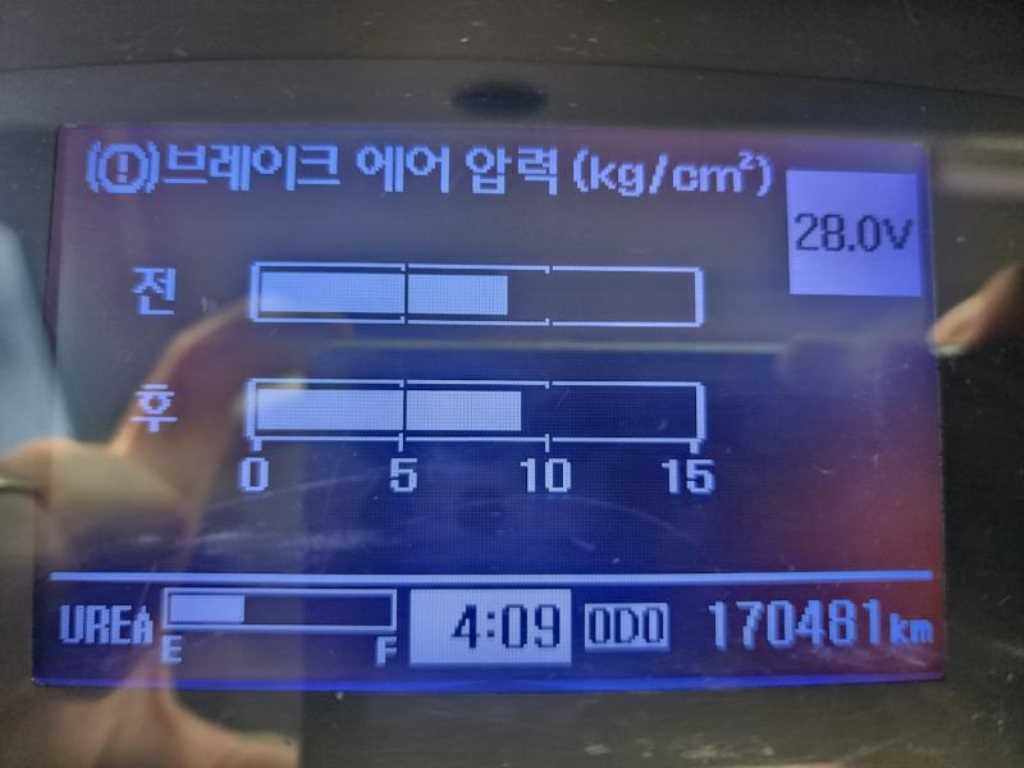 (!)브레이크 에어 압력 (kg/cm²)
28.0V
전
후
0 5 10 15
UREA E F 4:09 ODO 170481km